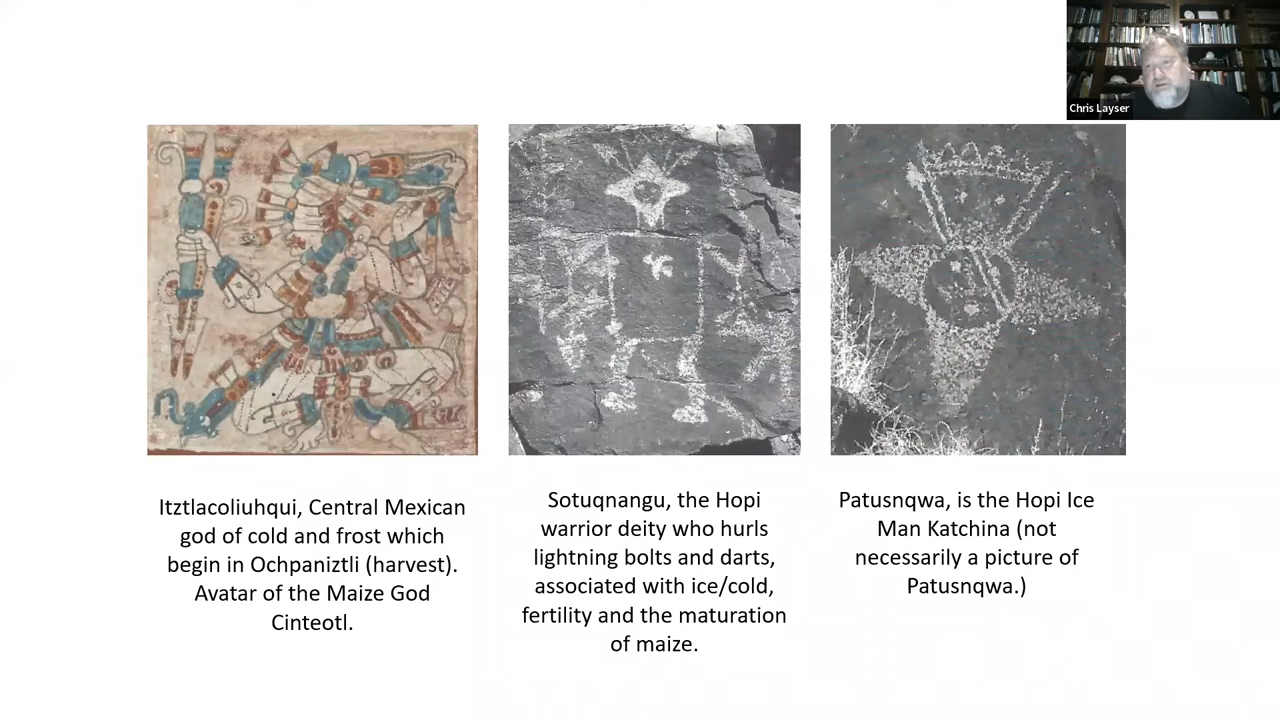 Chris Layser
Itztlacoliuhqui, Central Mexican
god of cold and frost which
begin in Ochpaniztli (harvest).
Avatar of the Maize God
Cinteotl.
Sotuqnangu, the Hopi
warrior deity who hurls
lightning bolts and darts,
associated with ice/cold,
fertility and the maturation
of maize.
Patusnqwa, is the Hopi Ice
Man Katchina (not
necessarily a picture of
Patusnqwa.)